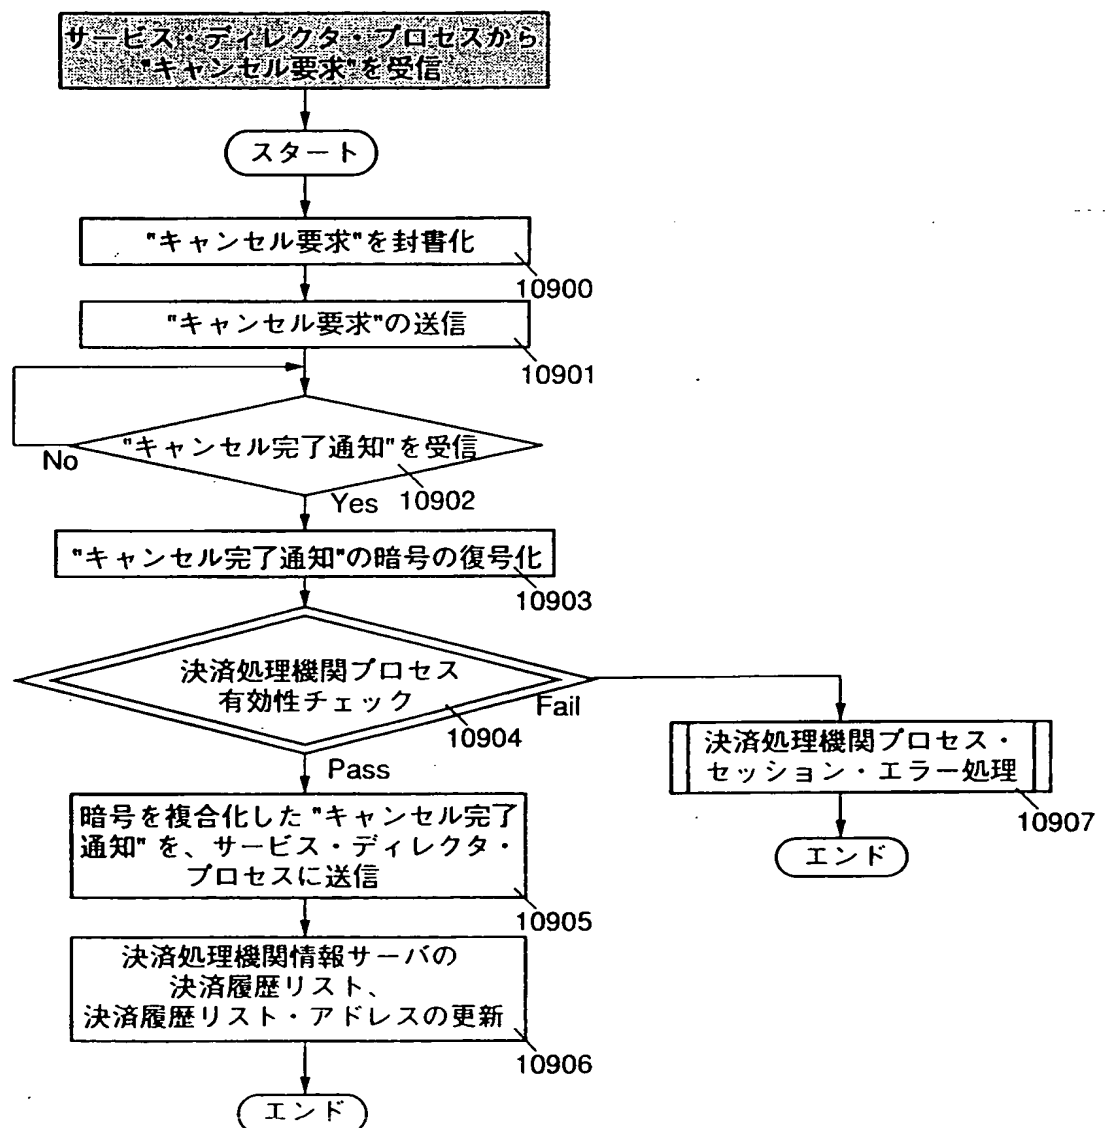 サービス・ディレクタ・プロセスから
"キャンセル要求"を受信
スタート
"キャンセル要求"を封書化
10900
"キャンセル要求"の送信
10901
"キャンセル完了通知"を受信
No
10902
Yes
"キャンセル完了通知"の暗号の復号化
10903
決済処理機関プロセス
有効性チェック
10904
Fail
Pass
決済処理機関プロセス・
セッション・エラー処理
10907
エンド
暗号を複合化した "キャンセル完了
通知" を、サービス・ディレクタ・
プロセスに送信
10905
決済処理機関情報サーバの
決済履歴リスト、
決済履歴リスト・アドレスの更新
10906
エンド